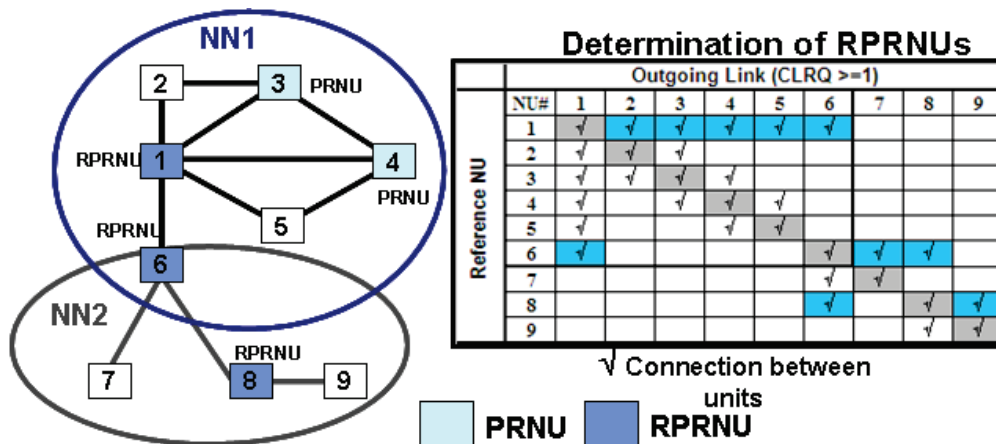 NN1
2
3
PRNU
RPRNU
1
4
PRNU
5
RPRNU
6
NN2
RPRNU
7
8
9
Determination of RPRNUs
Outgoing Link (CLRQ >=1)
Reference NU
NU# 1 2 3 4 5 6 7 8 9
1 √ √ √ √ √ √
2 √ √ √
3 √ √ √ √
4 √ √ √ √
5 √ √ √
6 √ √ √ √
7 √ √
8 √ √ √
9 √ √
√ Connection between
units
PRNU
RPRNU